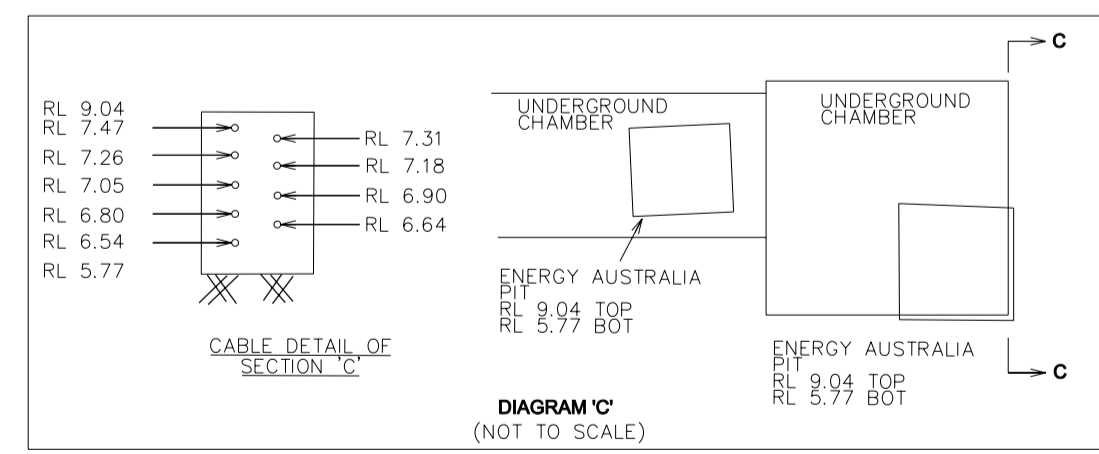 RL 9.04
RL 7.47
RL 7.26
RL 7.05
RL 6.80
RL 6.54
RL 5.77
RL 7.31
RL 7.18
RL 6.90
RL 6.64
CABLE DETAIL OF
SECTION 'C'
UNDERGROUND
CHAMBER
ENERGY AUSTRALIA
PIT
RL 9.04 TOP
RL 5.77 BOT
UNDERGROUND
CHAMBER
ENERGY AUSTRALIA
PIT
RL 9.04 TOP
RL 5.77 BOT
C
C
DIAGRAM 'C'
(NOT TO SCALE)